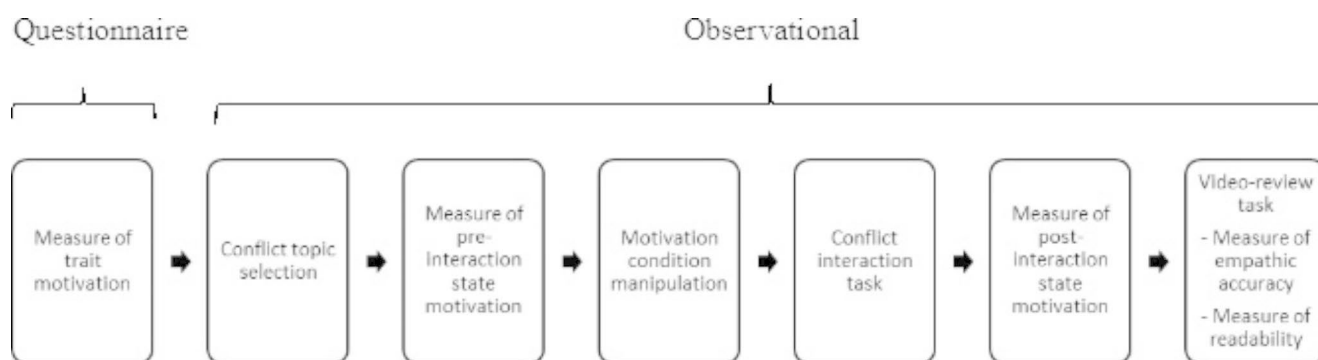 Questionnaire
Observational
Measure of
trait
motivation
Conflict topic
selection
Measure of
pre-
interaction
state
motivation
Motivation
condition
manipulation
Conflict
interaction
task
Measure of
post-
interaction
state
motivation
Video-review
task
- Measure of
empathic
accuracy
- Measure of
readability